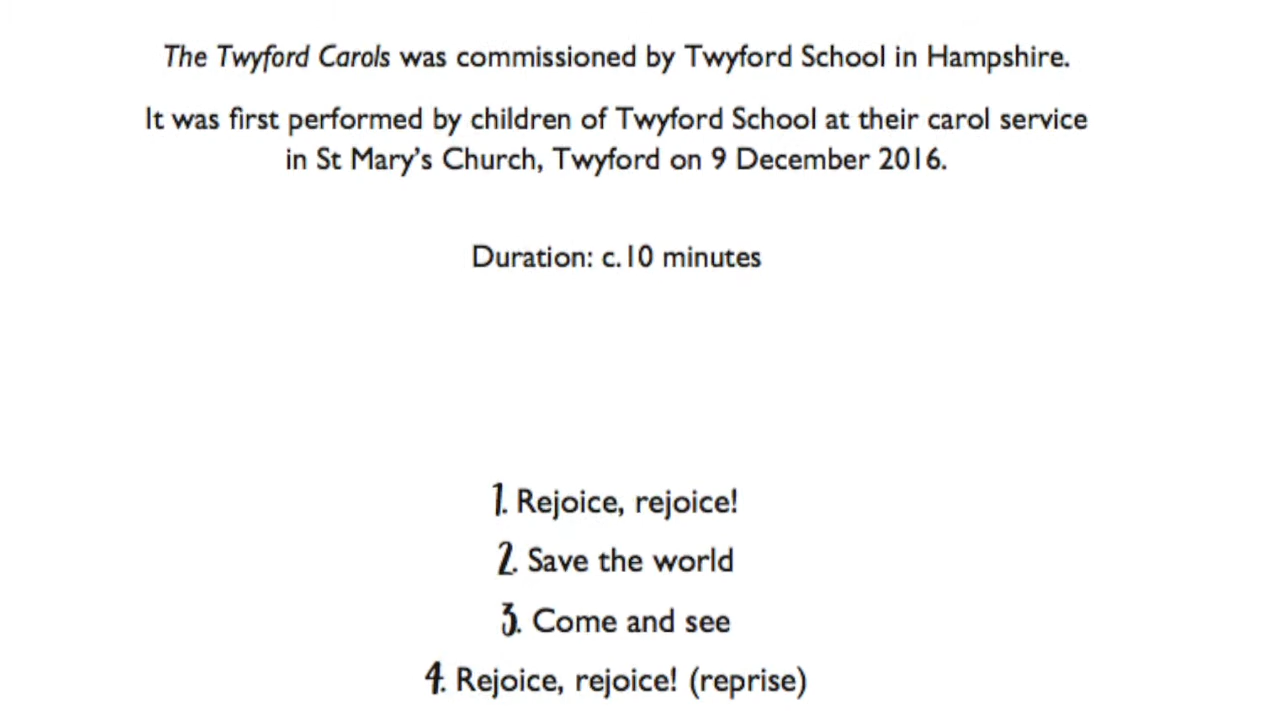 The Twyford Carols was commissioned by Twyford School in Hampshire.
It was first performed by children of Twyford School at their carol service
in St Mary’s Church, Twyford on 9 December 2016.
Duration: c.10 minutes
1. Rejoice, rejoice!
2. Save the world
3. Come and see
4. Rejoice, rejoice! (reprise)